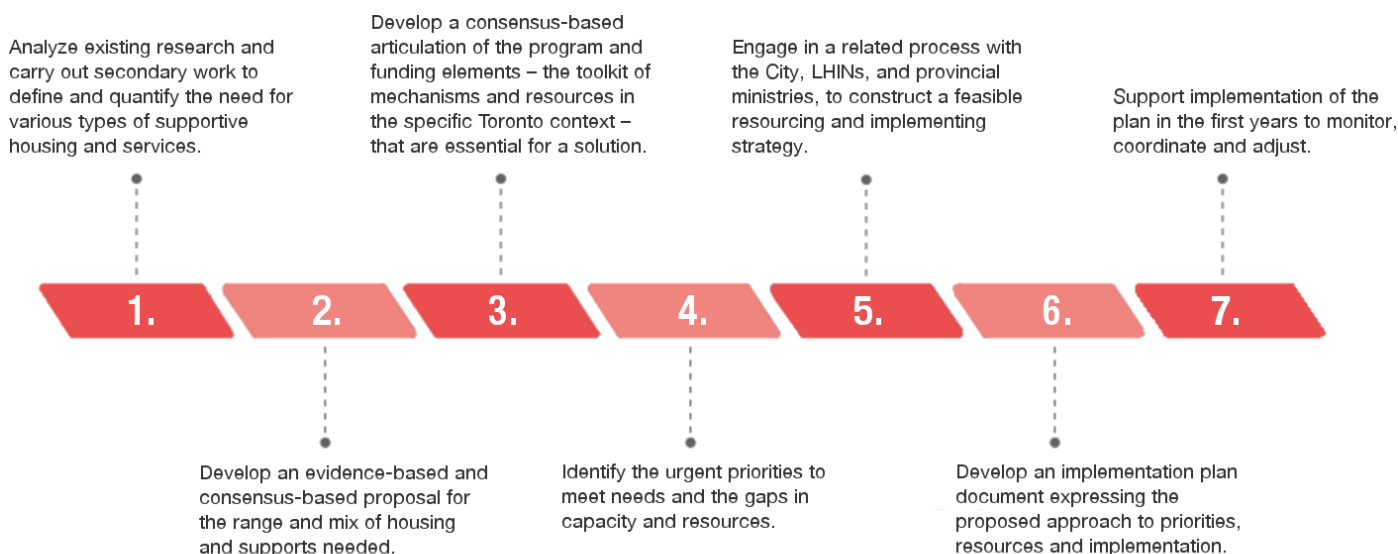 Analyze existing research and
carry out secondary work to
define and quantify the need for
various types of supportive
housing and services.
Develop a consensus-based
articulation of the program and
funding elements – the toolkit of
mechanisms and resources in
the specific Toronto context –
that are essential for a solution.
Engage in a related process with
the City, LHINs, and provincial
ministries, to construct a feasible
resourcing and implementing
strategy.
Support implementation of the
plan in the first years to monitor,
coordinate and adjust.
1.
2.
3.
4.
5.
6.
7.
Develop an evidence-based and
consensus-based proposal for
the range and mix of housing
and supports needed.
Identify the urgent priorities to
meet needs and the gaps in
capacity and resources.
Develop an implementation plan
document expressing the
proposed approach to priorities,
resources and implementation.